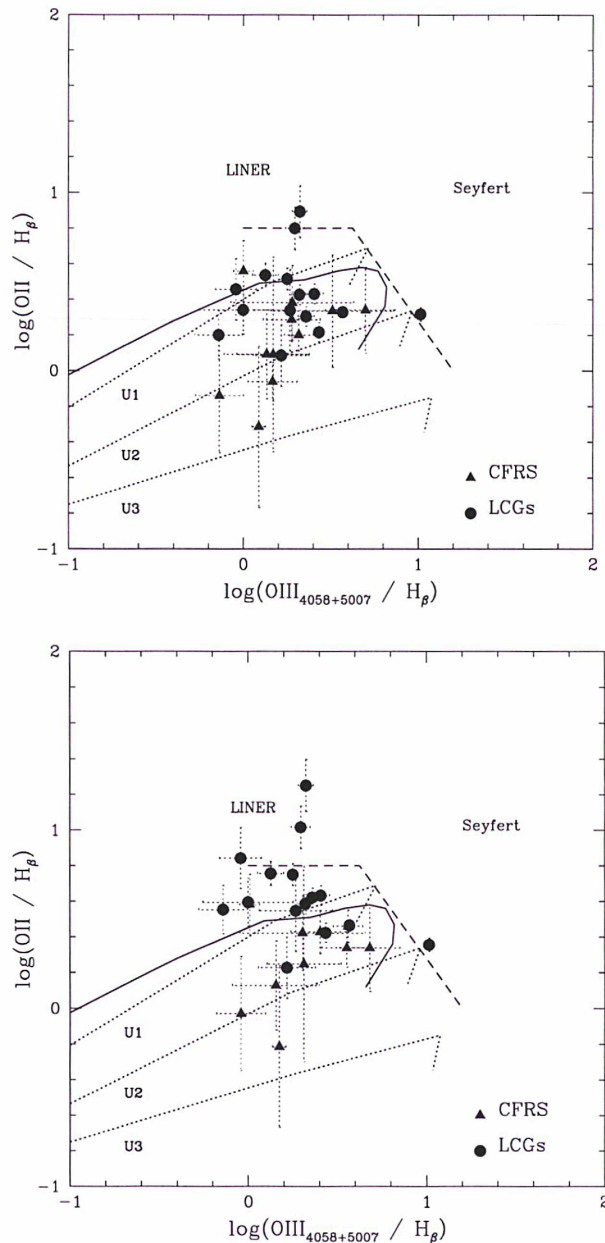 2
LINER
Seyfert
1
log(OII / Hβ)
0
U1
U2
U3
▲ CFRS
● LCGs
-1
-1 0 1 2
log(OIII4058+5007 / Hβ)
2
LINER
Seyfert
1
log(OII / Hβ)
0
U1
U2
U3
▲ CFRS
● LCGs
-1
-1 0 1 2
log(OIII4058+5007 / Hβ)